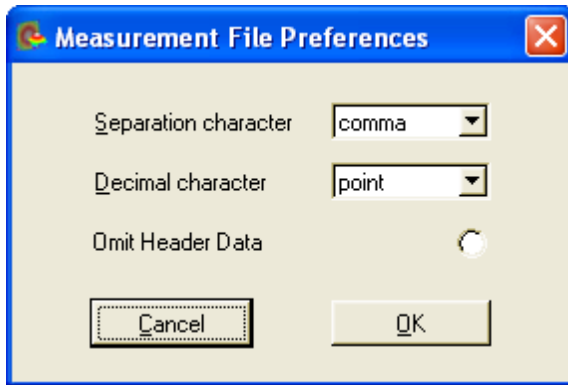 Measurement File Preferences
Separation character comma
Decimal character point
Omit Header Data
Cancel OK